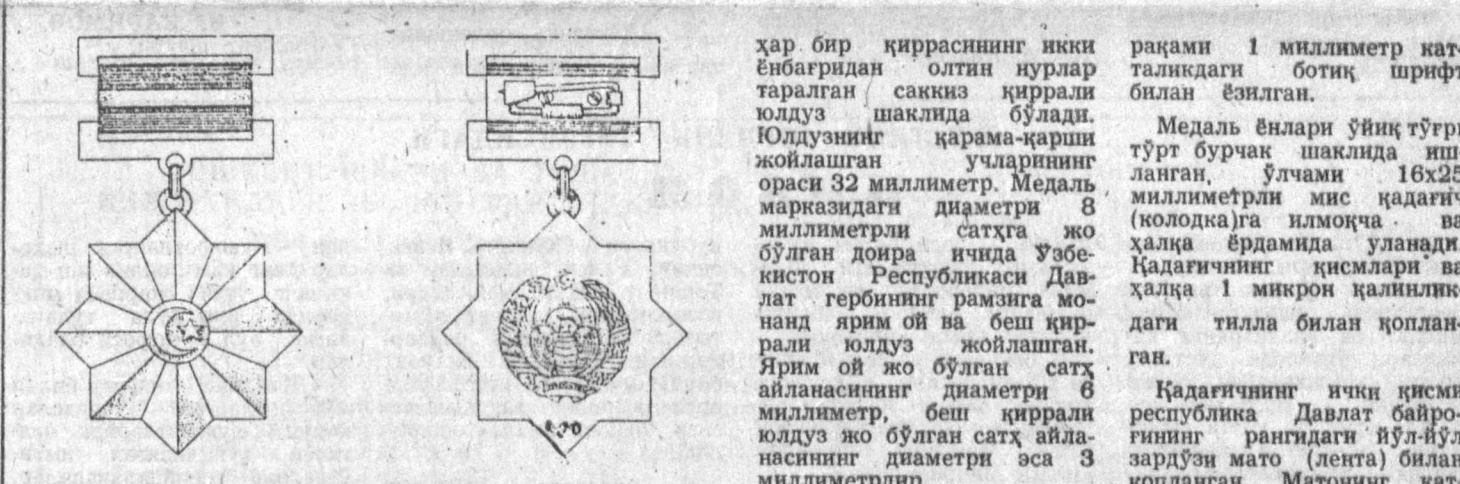 ҳар бир қиррасининг икки
ёнбағридан олтин нурлар
таралган саккиз қиррали
юлдуз шаклида бўлади.
Юлдузнинг қарама-қарши
жойлашган учларининг
ораси 32 миллиметр. Медаль
марказидаги диаметри 8
миллиметрли сатҳга жо
бўлган доира ичида Ўзбе-
кистон Республикаси Дав-
лат гербининг рамзига мо-
нанд ярим ой ва беш қир-
рали юлдуз жойлашган.
Ярим ой жо бўлган сатҳ
айланасининг диаметри 6
миллиметр, беш қиррали
юлдуз жо бўлган сатҳ айла-
насининг диаметри эса 3
миллиметрдир.
рақами 1 миллиметр кат-
таликдаги ботиқ шрифт
билан ёзилган.
Медаль ёнлари ўйиқ тўғри
тўрт бурчак шаклида иш-
ланган, ўлчами 16x25
миллиметрли мис қадағич
(колодка)га илмоқча ва
ҳалқа ёрдамида уланади.
Қадағичнинг қисмлари ва
ҳалқа 1 микрон қалинлик-
даги тилла билан қоплан-
ган.
Қадағичнинг ички қисми
республика Давлат байро-
ғининг рангидаги йўл-йўл
зардўзи мато (лента) билан
қопланган. Матонинг кат-